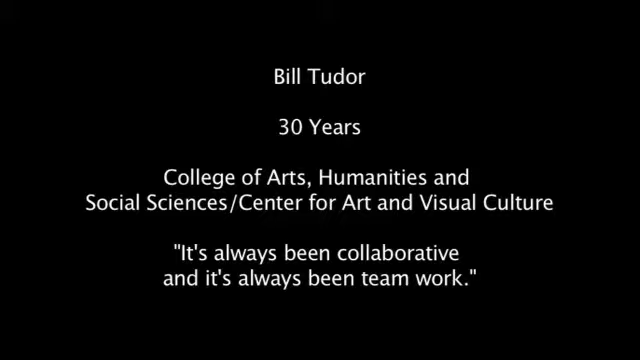 Bill Tudor
30 Years
College of Arts, Humanities and
Social Sciences/Center for Art and Visual Culture
"It's always been collaborative
and it's always been team work."